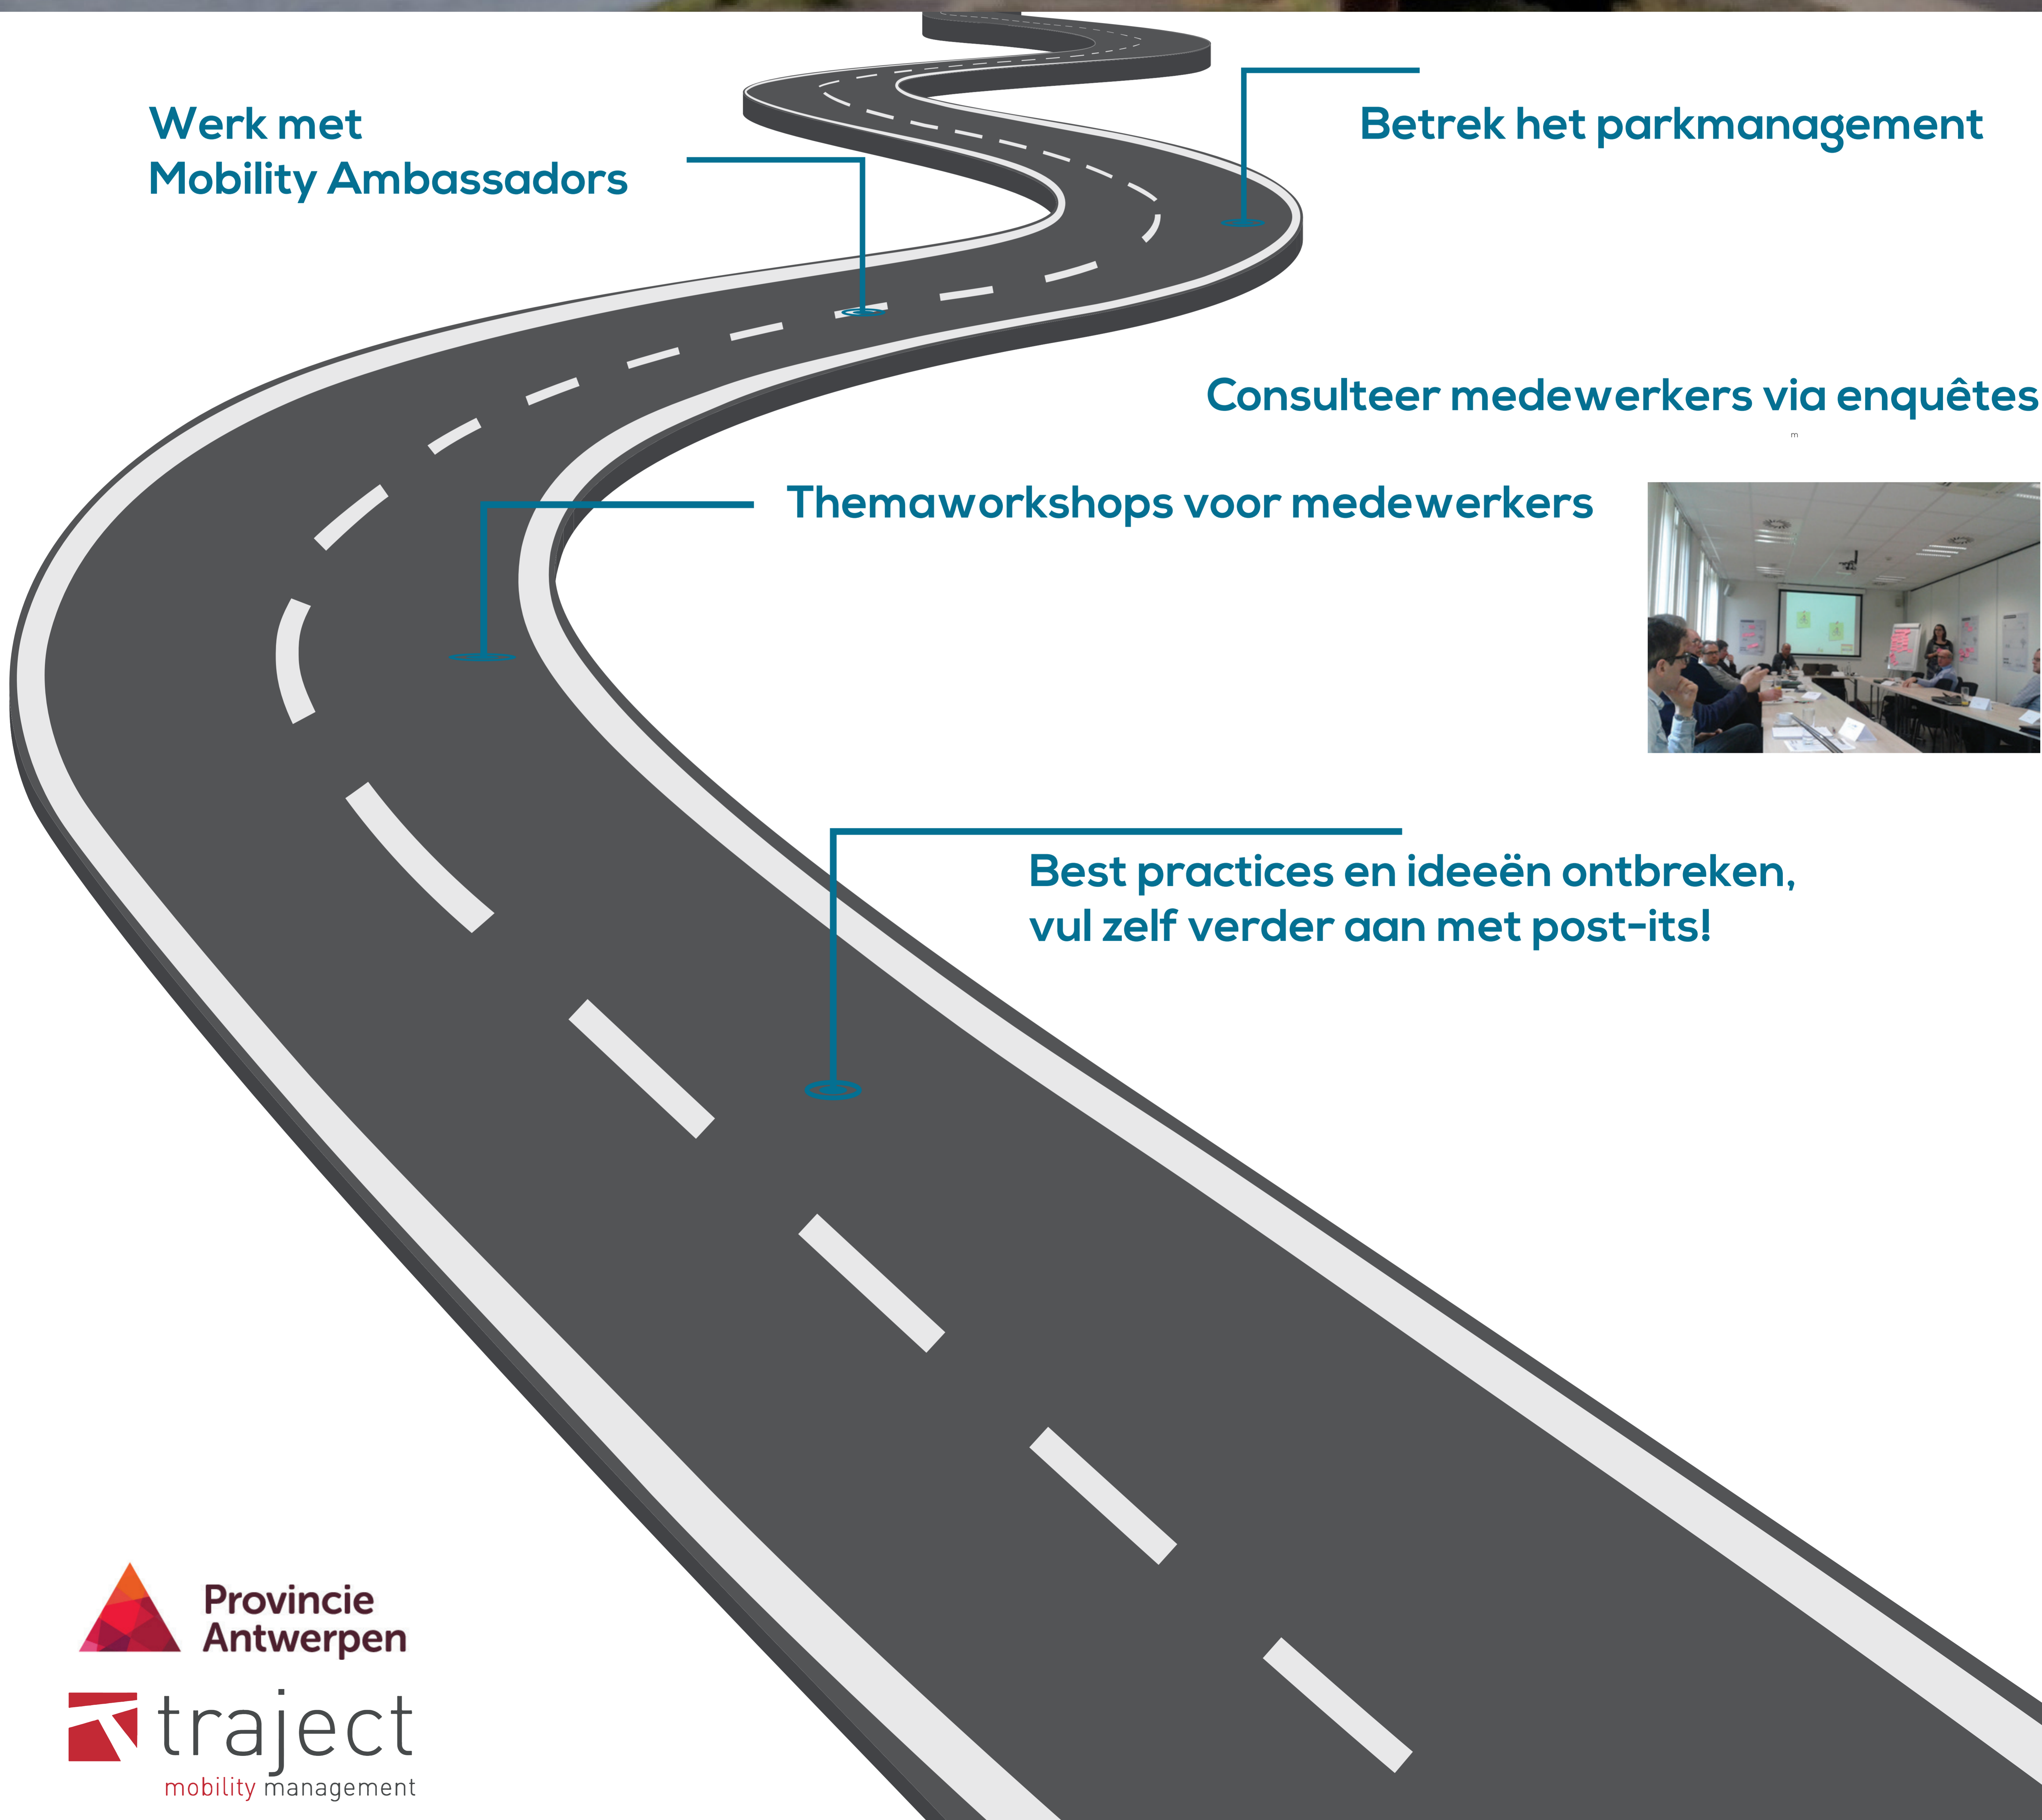 Werk met
Mobility Ambassadors
Betrek het parkmanagement
Consulteer medewerkers via enquêtes
m
Themaworkshops voor medewerkers
Best practices en ideeën ontbreken,
vul zelf verder aan met post-its!
Provincie
Antwerpen
traject
mobility management